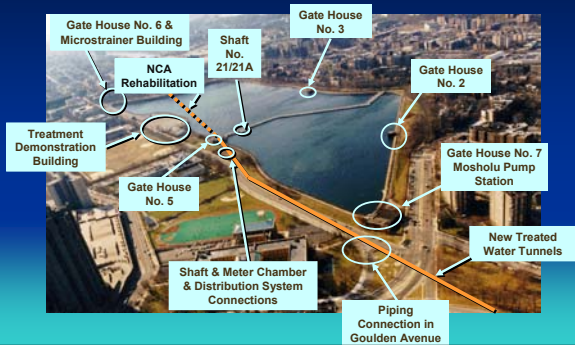 Gate House No. 6 &
Microstrainer Building
NCA
Rehabilitation
Shaft
No.
21/21A
Gate House
No. 3
Gate House
No. 2
Treatment
Demonstration
Building
Gate House
No. 5
Gate House No. 7
Mosholu Pump
Station
Shaft & Meter Chamber
& Distribution System
Connections
New Treated
Water Tunnels
Piping
Connection in
Goulden Avenue